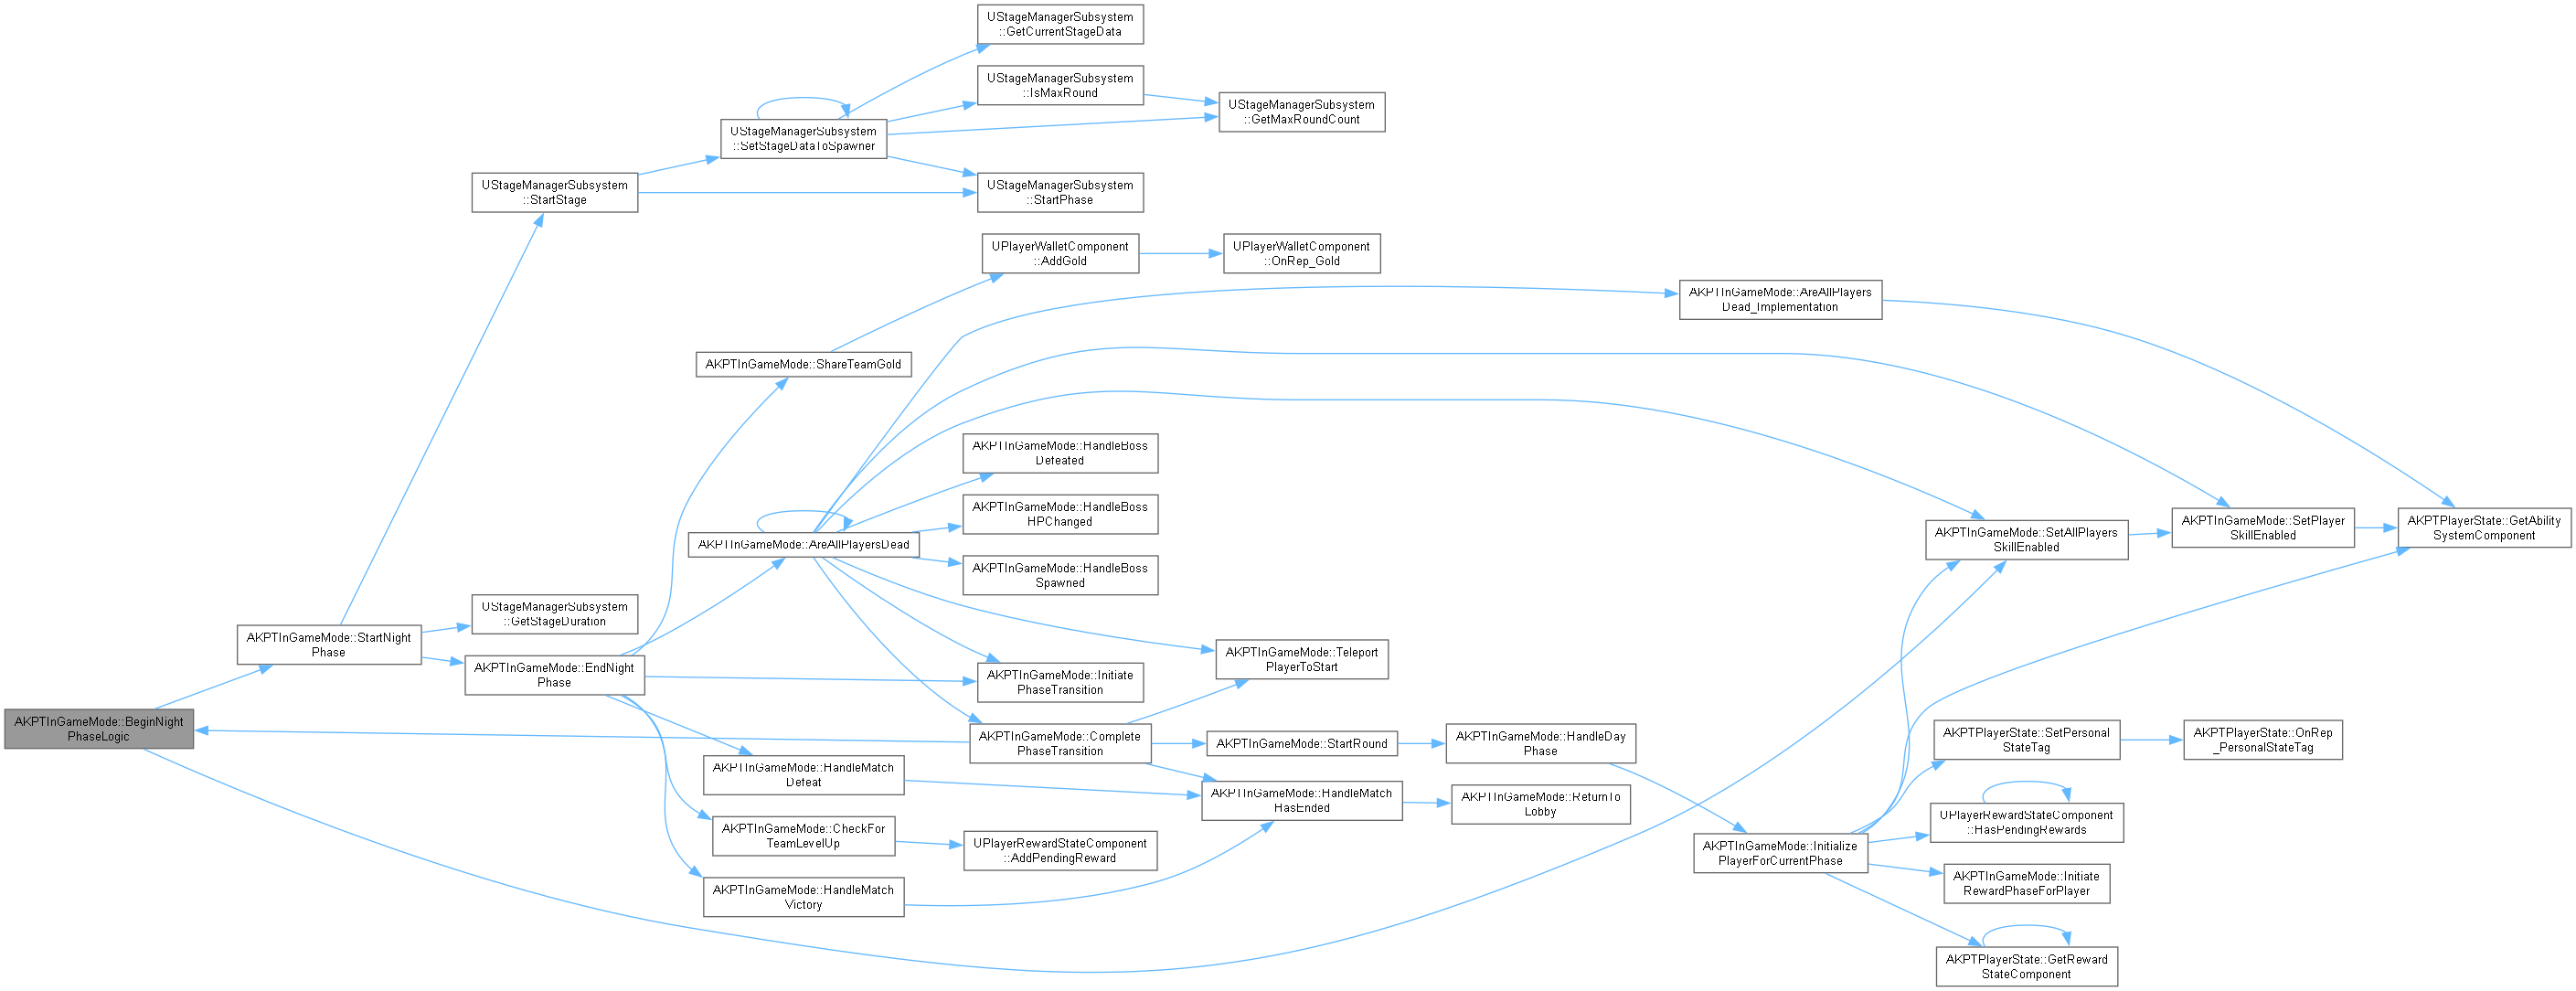 UStageManagerSubsystem
::GetCurrentStageData
UStageManagerSubsystem
::IsMaxRound
UStageManagerSubsystem
::GetMaxRoundCount
UStageManagerSubsystem
::SetStageDataToSpawner
UStageManagerSubsystem
::StartStage
UStageManagerSubsystem
::StartPhase
UPlayerWalletComponent
::AddGold
UPlayerWalletComponent
::OnRep_Gold
AKPTInGameMode::AreAllPlayers
Dead_Implementation
AKPTInGameMode::ShareTeamGold
AKPTInGameMode::HandleBoss
Defeated
AKPTInGameMode::HandleBoss
HPChanged
AKPTInGameMode::AreAllPlayersDead
AKPTInGameMode::HandleBoss
Spawned
AKPTInGameMode::SetAllPlayers
SkillEnabled
AKPTInGameMode::SetPlayer
SkillEnabled
AKPTPlayerState::GetAbility
SystemComponent
UStageManagerSubsystem
::GetStageDuration
AKPTInGameMode::StartNight
Phase
AKPTInGameMode::EndNight
Phase
AKPTInGameMode::Teleport
PlayerToStart
AKPTInGameMode::Initiate
PhaseTransition
AKPTInGameMode::BeginNight
PhaseLogic
AKPTInGameMode::Complete
PhaseTransition
AKPTInGameMode::StartRound
AKPTInGameMode::HandleDay
Phase
AKPTPlayerState::SetPersonal
StateTag
AKPTPlayerState::OnRep
_PersonalStateTag
AKPTInGameMode::HandleMatch
Defeat
AKPTInGameMode::HandleMatch
HasEnded
AKPTInGameMode::ReturnTo
Lobby
UPlayerRewardStateComponent
::HasPendingRewards
AKPTInGameMode::CheckFor
TeamLevelUp
UPlayerRewardStateComponent
::AddPendingReward
AKPTInGameMode::Initialize
PlayerForCurrentPhase
AKPTInGameMode::Initiate
RewardPhaseForPlayer
AKPTInGameMode::HandleMatch
Victory
AKPTPlayerState::GetReward
StateComponent